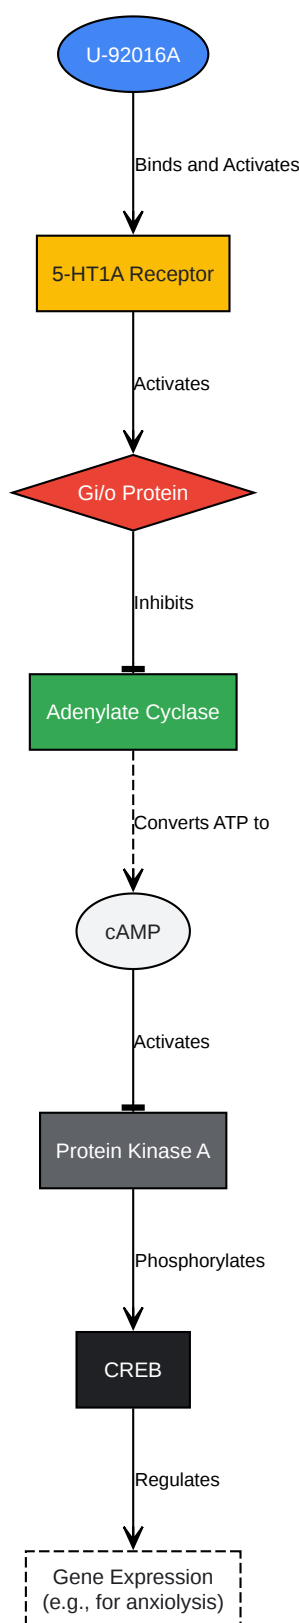 U-92016A
Binds and Activates
5-HT1A Receptor
Activates
Gi/o Protein
Inhibits
Adenylate Cyclase
Converts ATP to
cAMP
Activates
Protein Kinase A
Phosphorylates
CREB
Regulates
Gene Expression
(e.g., for anxiolysis)